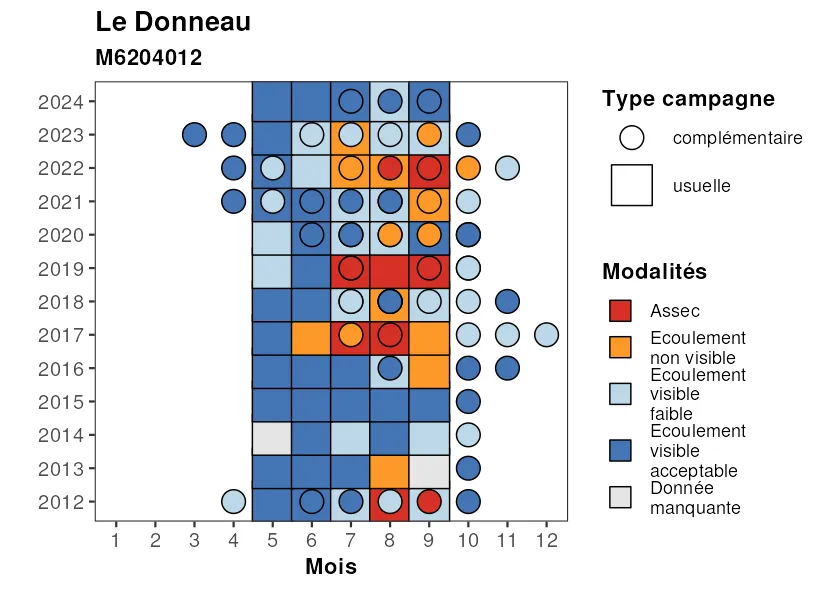 Le Donneau
M6204012
2024
2023
2022
2021
2020
2019
2018
2017
2016
2015
2014
2013
2012
1 2 3 4 5 6 7 8 9 10 11 12
Mois
Type campagne
complémentaire
usuelle
Modalités
Assec
Ecoulement
non visible
Ecoulement
visible
faible
Ecoulement
visible
acceptable
Donnée
manquante